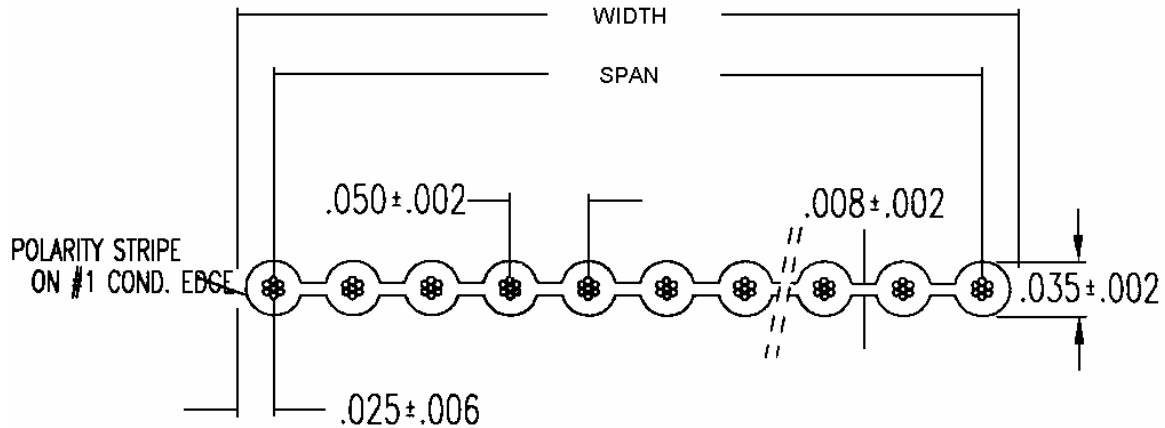 WIDTH
SPAN
.050±.002
.008±.002
POLARITY STRIPE
ON #1 COND. EDGE
.035±.002
.025±.006